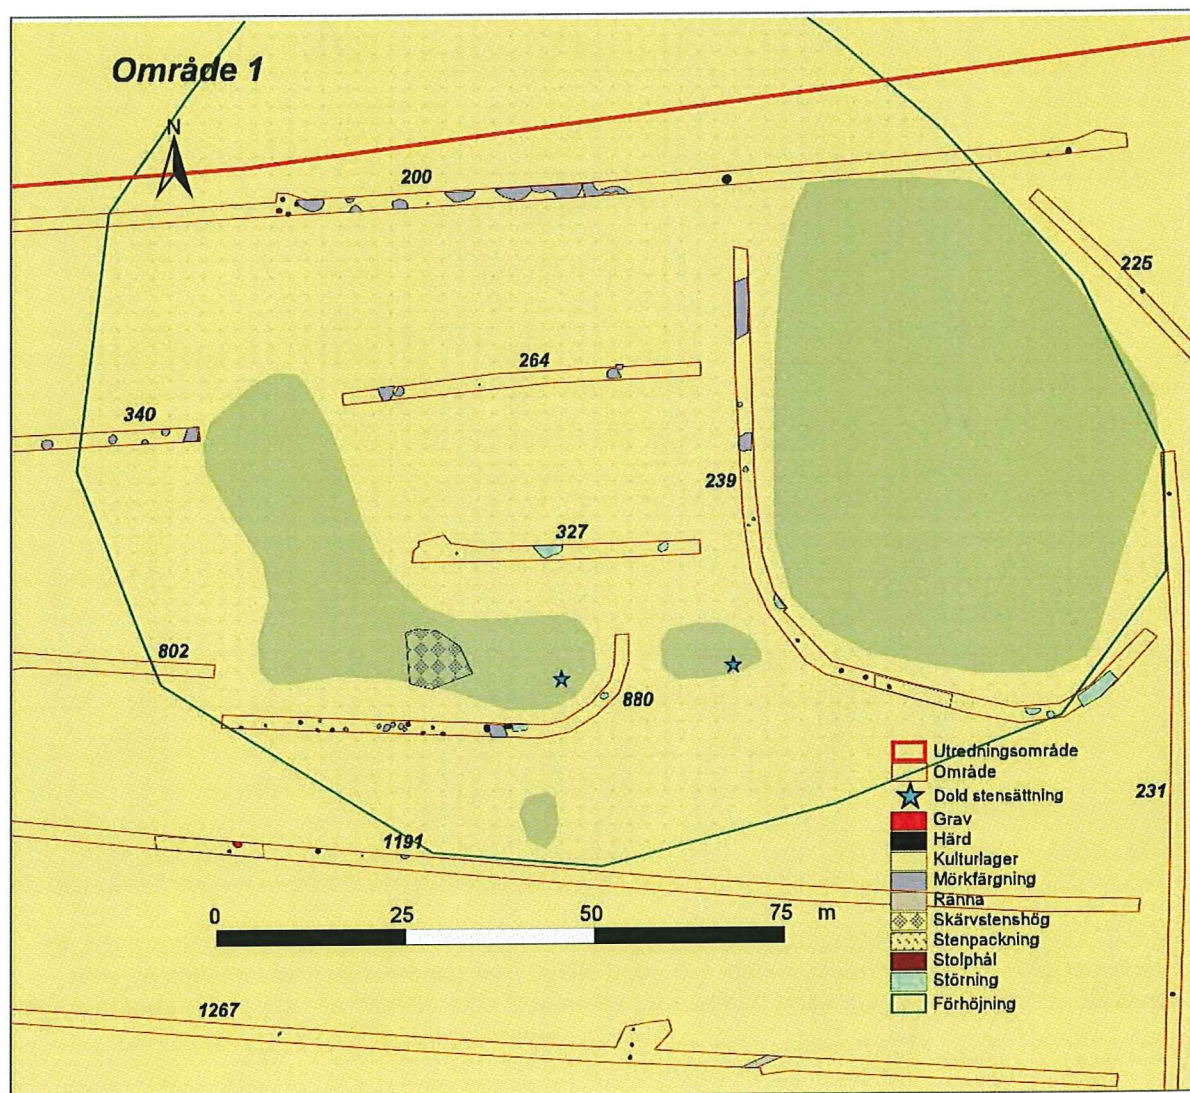 Område 1
N
200
225
264
340
239
327
802
880
Utredningsområde
Område
Dold stensättning
Grav
Härd
Kulturlager
Mörkfärgning
Ränna
Skärvstenshög
Stenpackning
Stolphål
Störning
Förhöjning
231
1191
0 25 50 75 m
1267